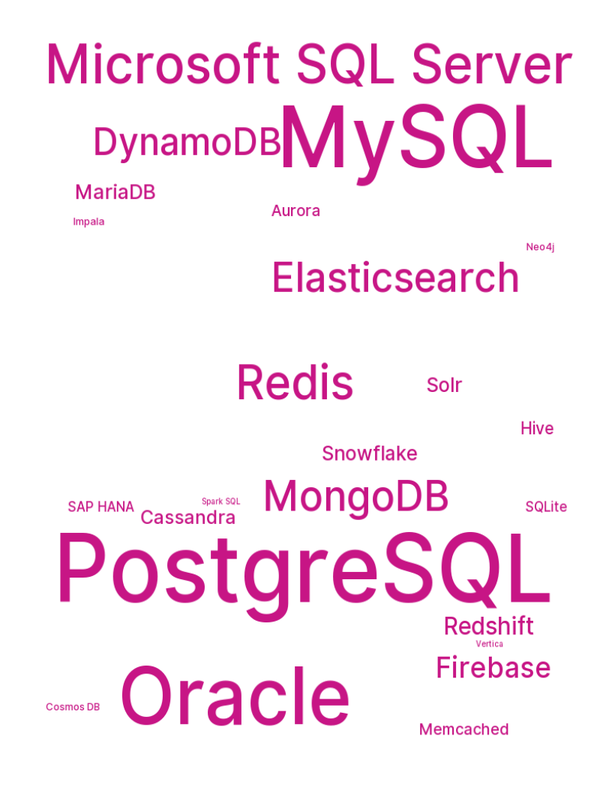 Microsoft SQL Server
DynamoDB
MySQL
MariaDB
Aurora
Impala
Neo4j
Elasticsearch
Redis
Solr
Hive
Snowflake
MongoDB
Spark SQL
SAP HANA
SQLite
Cassandra
PostgreSQL
Redshift
Vertica
Firebase
Oracle
Cosmos DB
Memcached